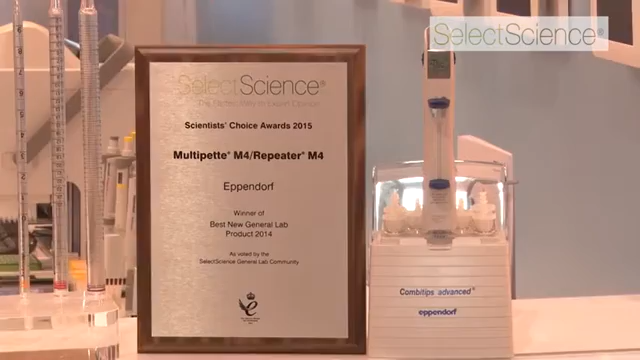 SelectScience®
SelectScience®
Scientists' Choice Awards 2015
Multipette® M4/Repeater® M4
Eppendorf
Winner of
Best New General Lab
Product 2014
As voted by the
SelectScience General Lab Community
Combitips advanced®
eppendorf